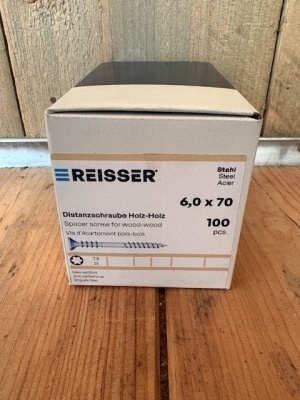 REISSER
Stahl
Steel
Acier
6,0 x 70
Distanzschraube Holz-Holz
Spacer screw for wood-wood
Vis d'écartement bois-bois
100
pcs.
TX
25